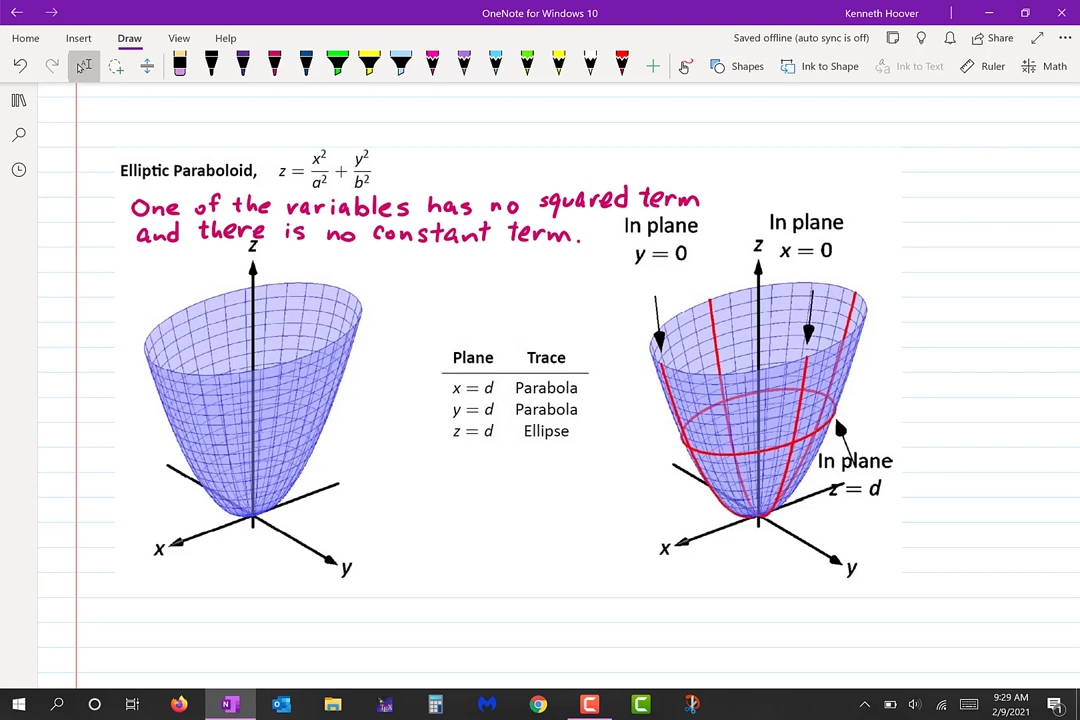 OneNote for Windows 10
Kenneth Hoover
Home Insert Draw View Help
Saved offline (auto sync is off)
Share
Shapes
Ink to Shape
Ink to Text
Ruler
Math
Elliptic Paraboloid, z = x²/a² + y²/b²
One of the variables has no squared term
and there is no constant term.
In plane
y = 0
In plane
x = 0
z
x
y
Plane Trace
x = d Parabola
y = d Parabola
z = d Ellipse
z
In plane
z = d
x
y
9:29 AM
2/9/2021
1